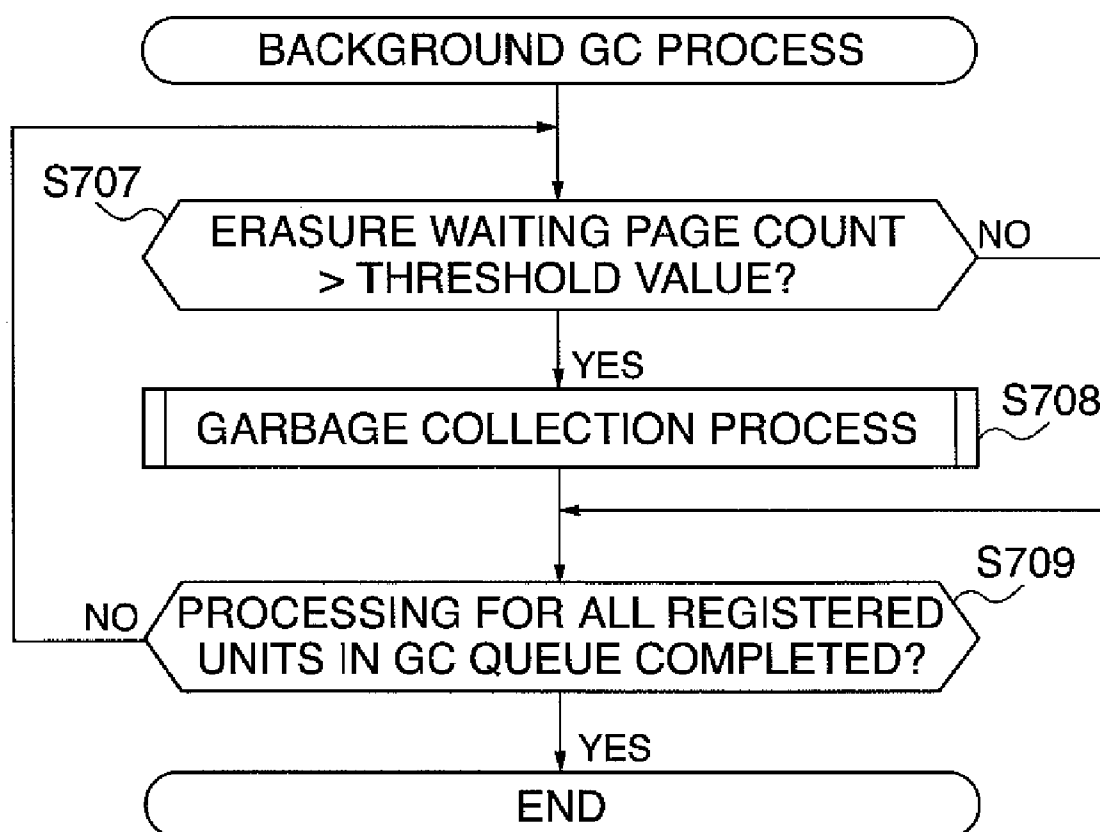 BACKGROUND GC PROCESS
S707
ERASURE WAITING PAGE COUNT
> THRESHOLD VALUE?
NO
YES
GARBAGE COLLECTION PROCESS
S708
S709
NO
PROCESSING FOR ALL REGISTERED
UNITS IN GC QUEUE COMPLETED?
YES
END